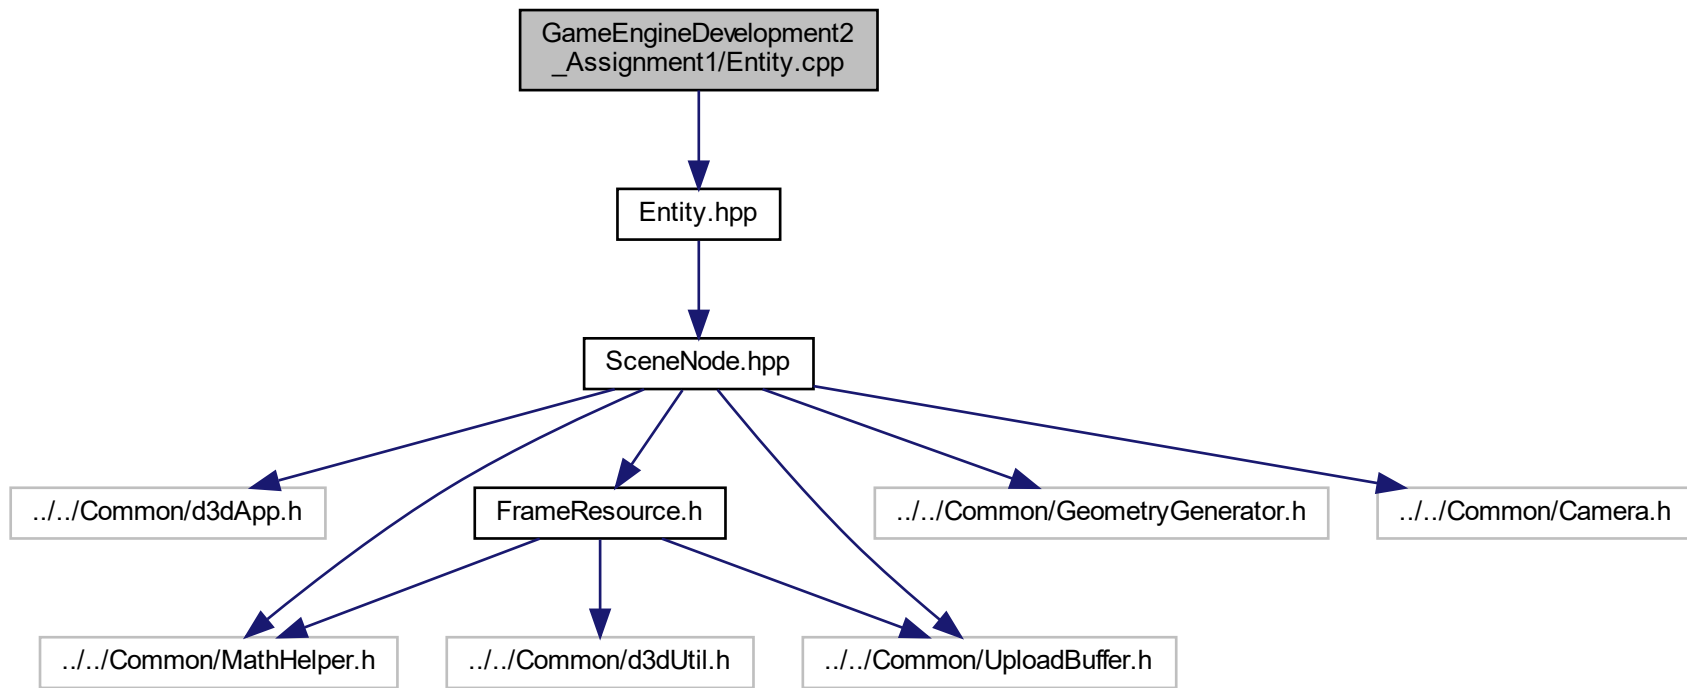 GameEngineDevelopment2
_Assignment1/Entity.cpp
Entity.hpp
SceneNode.hpp
../../Common/d3dApp.h
FrameResource.h
../../Common/GeometryGenerator.h
../../Common/Camera.h
../../Common/MathHelper.h
../../Common/d3dUtil.h
../../Common/UploadBuffer.h